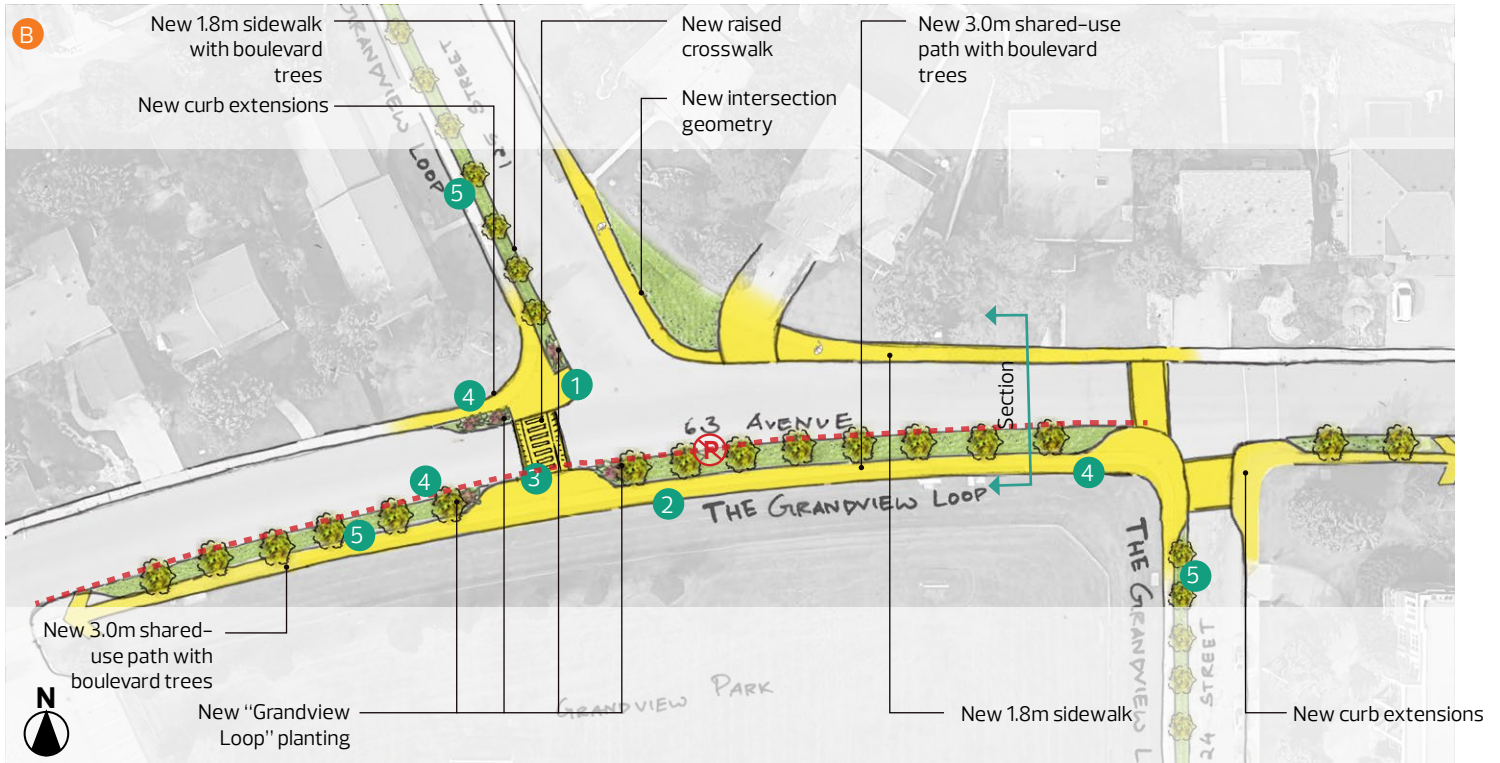 B
New 1.8m sidewalk
with boulevard
trees
New curb extensions
New raised
crosswalk
New intersection
geometry
New 3.0m shared-use
path with boulevard
trees
GRANDVIEW
LOOP
STREET
5
4
1
63 AVENUE
R
Section
3
4
5
2
THE GRANDVIEW LOOP
4
THE GRANDVIEW L
5
24 STREET
New 3.0m shared-
use path with
boulevard trees
N
New "Grandview
Loop" planting
GRANDVIEW PARK
New 1.8m sidewalk
New curb extensions